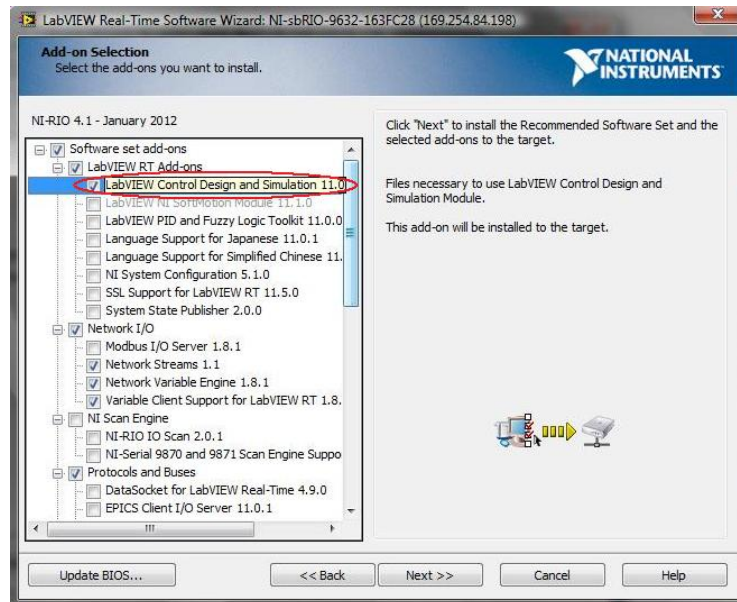 LabVIEW Real-Time Software Wizard: NI-sbRIO-9632-163FC28 (169.254.84.198)
Add-on Selection
Select the add-ons you want to install.
NATIONAL
INSTRUMENTS
NI-RIO 4.1 - January 2012
Software set add-ons
LabVIEW RT Add-ons
LabVIEW Control Design and Simulation 11.0
LabVIEW NI SoftMotion Module 11.1.0
LabVIEW PID and Fuzzy Logic Toolkit 11.0.0
Language Support for Japanese 11.0.1
Language Support for Simplified Chinese 11.
NI System Configuration 5.1.0
SSL Support for LabVIEW RT 11.5.0
System State Publisher 2.0.0
Network I/O
Modbus I/O Server 1.8.1
Network Streams 1.1
Network Variable Engine 1.8.1
Variable Client Support for LabVIEW RT 1.8.
NI Scan Engine
NI-RIO IO Scan 2.0.1
NI-Serial 9870 and 9871 Scan Engine Suppo
Protocols and Buses
DataSocket for LabVIEW Real-Time 4.9.0
EPICS Client I/O Server 11.0.1
Click "Next" to install the Recommended Software Set and the
selected add-ons to the target.
Files necessary to use LabVIEW Control Design and
Simulation Module.
This add-on will be installed to the target.
Update BIOS...
<< Back
Next >>
Cancel
Help